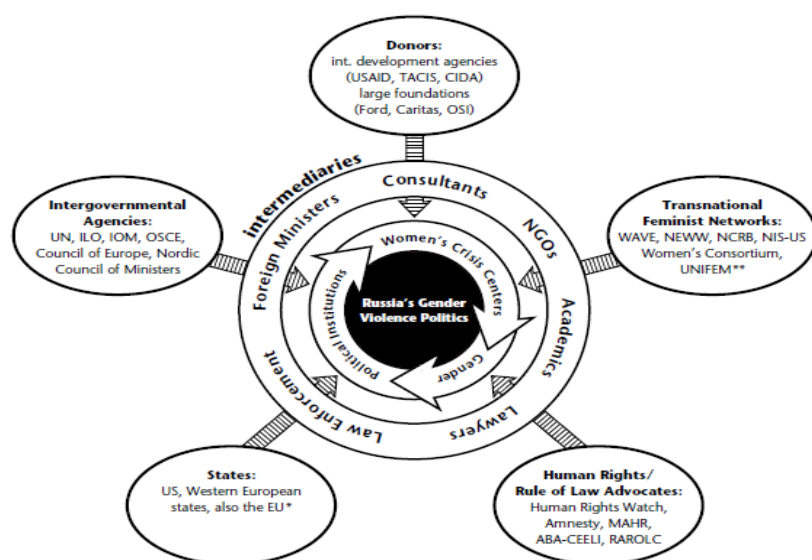 Donors:
int. development agencies
(USAID, TACIS, CIDA)
large foundations
(Ford, Caritas, OSI)
Intergovernmental
Agencies:
UN, ILO, IOM, OSCE,
Council of Europe, Nordic
Council of Ministers
Transnational
Feminist Networks:
WAVE, NEWW, NCRB, NIS-US
Women's Consortium,
UNIFEM**
intermediaries
Foreign Ministers
Consultants
NGOs
Academics
Lawyers
Law Enforcement
Women's Crisis Centers
Gender
Political Institutions
Russia's Gender
Violence Politics
States:
US, Western European
states, also the EU*
Human Rights/
Rule of Law Advocates:
Human Rights Watch,
Amnesty, MAHR,
ABA-CEELI, RAROLC